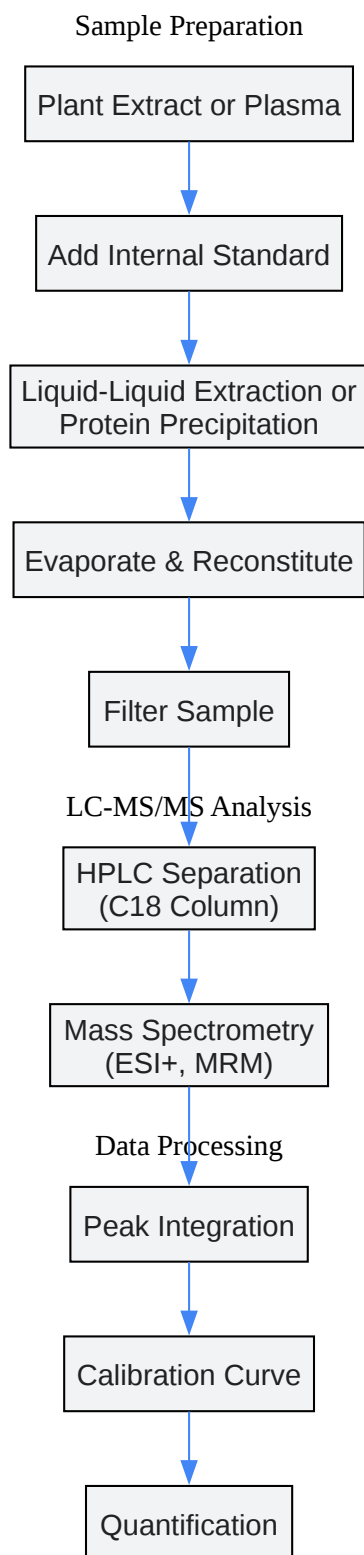 Sample Preparation
Plant Extract or Plasma
Add Internal Standard
Liquid-Liquid Extraction or
Protein Precipitation
Evaporate & Reconstitute
Filter Sample
LC-MS/MS Analysis
HPLC Separation
(C18 Column)
Mass Spectrometry
(ESI+, MRM)
Data Processing
Peak Integration
Calibration Curve
Quantification